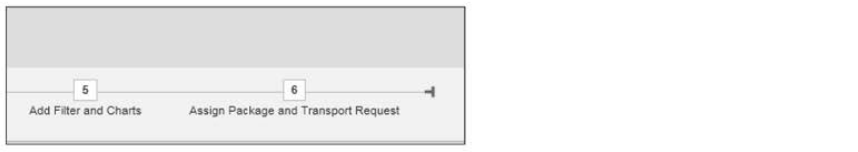 5 6
Add Filter and Charts Assign Package and Transport Request